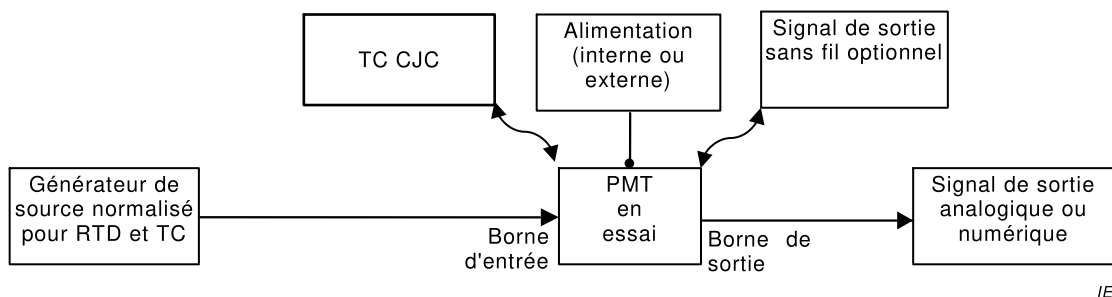 TC CJC
Alimentation
(interne ou
externe)
Signal de sortie
sans fil optionnel
Générateur de
source normalisé
pour RTD et TC
Borne
d'entrée
PMT
en
essai
Borne de
sortie
Signal de sortie
analogique ou
numérique
IE